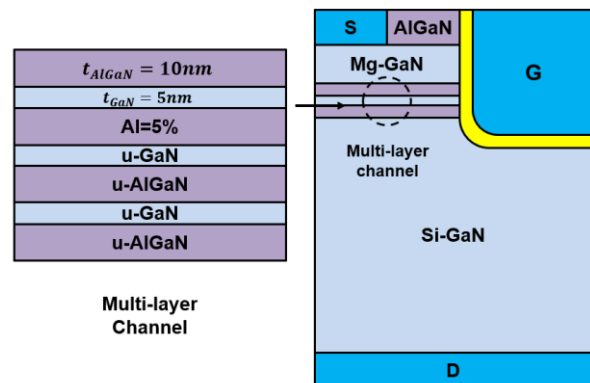 t_AlGaN = 10nm
t_GaN = 5nm
Al=5%
u-GaN
u-AlGaN
u-GaN
u-AlGaN
Multi-layer
Channel
S
AlGaN
G
Mg-GaN
Multi-layer
channel
Si-GaN
D